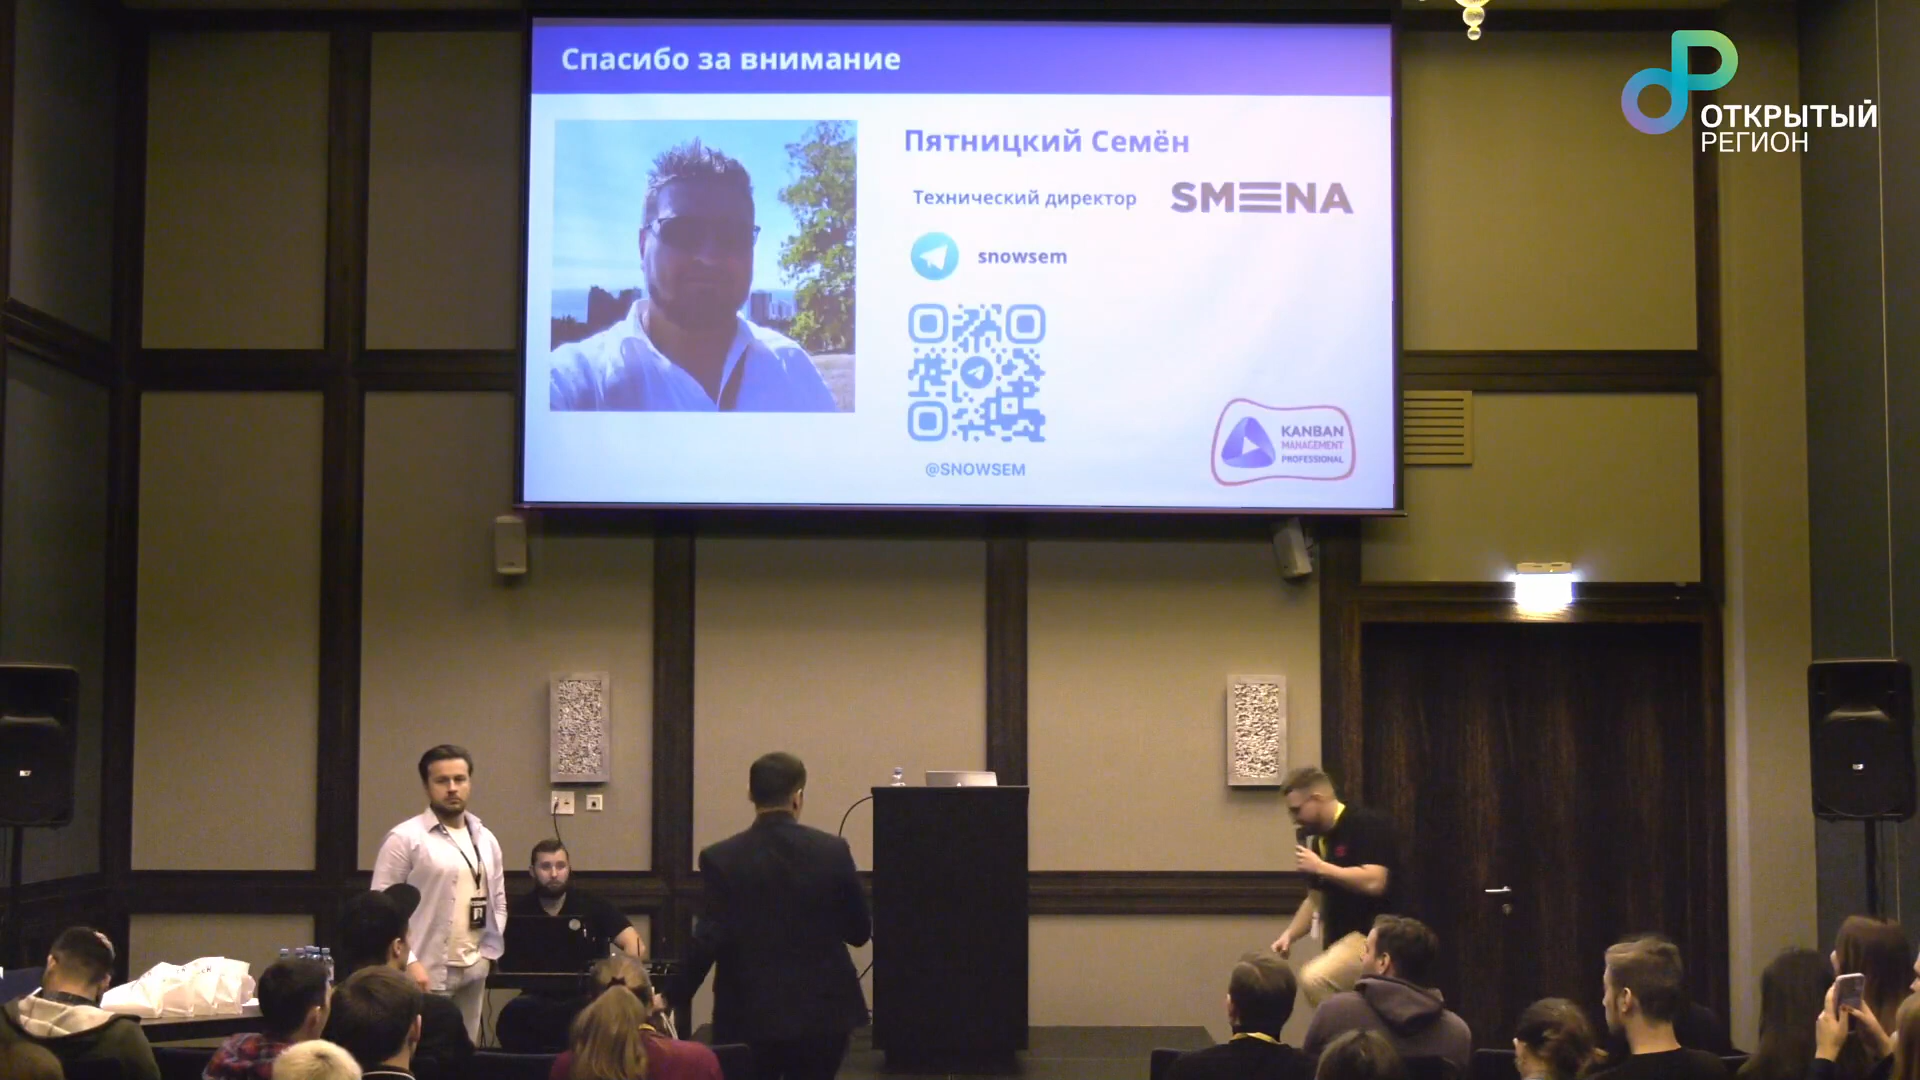 Спасибо за внимание
Пятницкий Семён
Технический директор
SMENA
snowsem
@SNOWSEM
KANBAN
MANAGEMENT
PROFESSIONAL
ОТКРЫТЫЙ
РЕГИОН